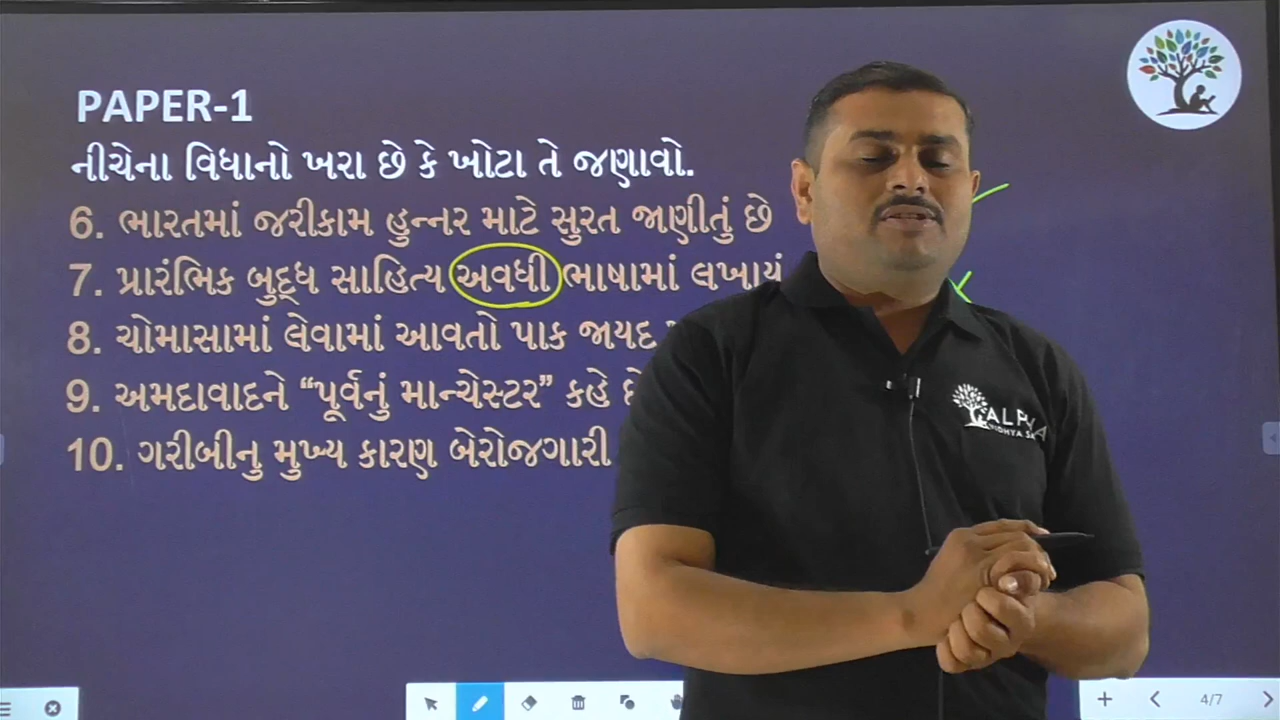 PAPER-1
નીચેના વિધાનો ખરા છે કે ખોટા તે જણાવો.
6. ભારતમાં જરીકામ હુન્નર માટે સુરત જાણીતું છે
7. પ્રારંભિક બુદ્ધ સાહિત્ય અવધી ભાષામાં લખાયું
8. ચોમાસામાં લેવામાં આવતો પાક જાયદ
9. અમદાવાદને “પૂર્વનું માન્ચેસ્ટર” કહે છે
10. ગરીબીનુ મુખ્ય કારણ બેરોજગારી
4/7